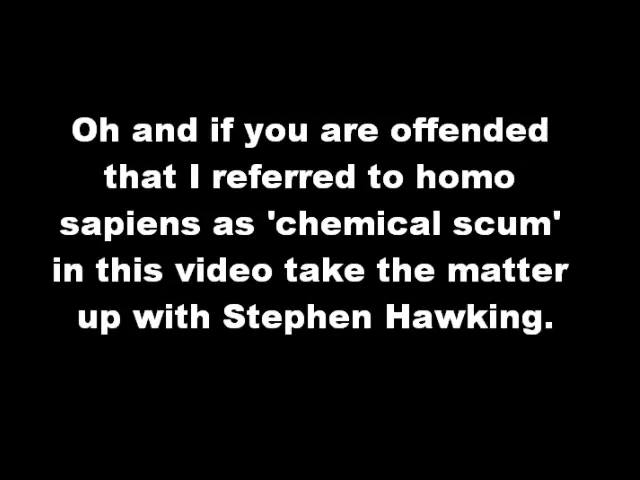 Oh and if you are offended
that I referred to homo
sapiens as 'chemical scum'
in this video take the matter
up with Stephen Hawking.